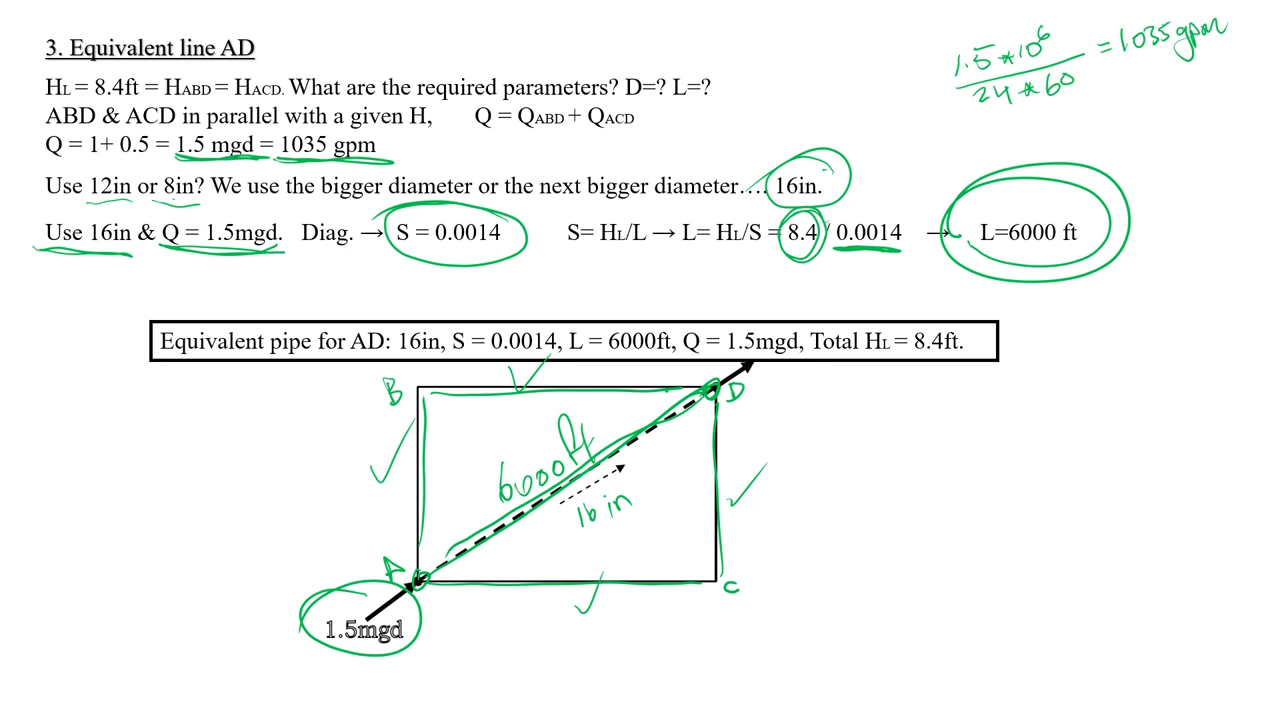 3. Equivalent line AD
1.5*10⁶ / 24*60 = 1035 gpm
HL = 8.4ft = HABD = HACD. What are the required parameters? D=? L=?
ABD & ACD in parallel with a given H, Q = QABD + QACD
Q = 1+ 0.5 = 1.5 mgd = 1035 gpm
Use 12in or 8in? We use the bigger diameter or the next bigger diameter…. 16in.
Use 16in & Q = 1.5mgd. Diag. → S = 0.0014 S= HL/L → L= HL/S = 8.4 / 0.0014 → L=6000 ft
Equivalent pipe for AD: 16in, S = 0.0014, L = 6000ft, Q = 1.5mgd, Total HL = 8.4ft.
B
D
6000ft
16 in
A
C
1.5mgd